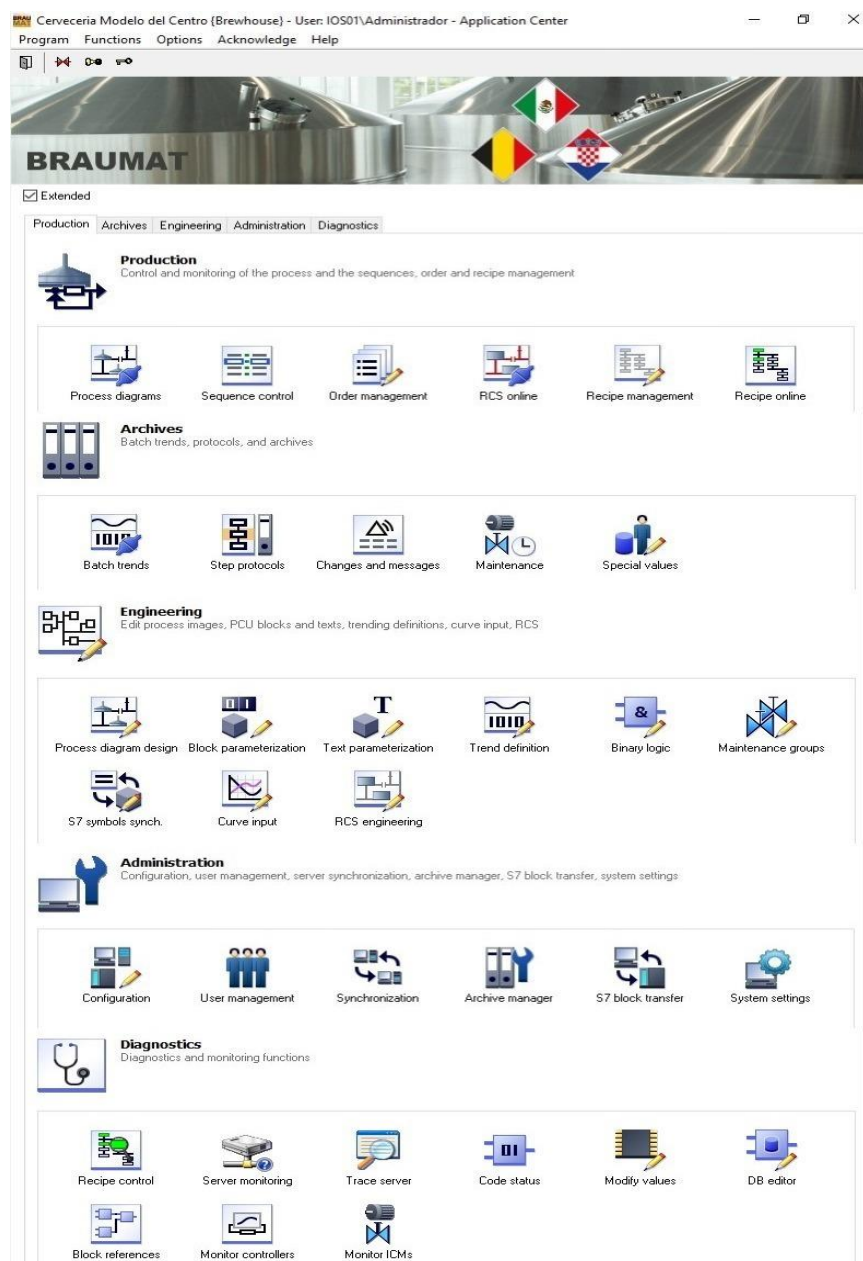 Cerveceria Modelo del Centro {Brewhouse} - User: IOS01\Administrador - Application Center
Program Functions Options Acknowledge Help
BRAUMAT
Extended
Production Archives Engineering Administration Diagnostics
Production
Control and monitoring of the process and the sequences, order and recipe management
Process diagrams Sequence control Order management RCS online Recipe management Recipe online
Archives
Batch trends, protocols, and archives
Batch trends Step protocols Changes and messages Maintenance Special values
Engineering
Edit process images, PCU blocks and texts, trending definitions, curve input, RCS
Process diagram design Block parameterization Text parameterization Trend definition Binary logic Maintenance groups
S7 symbols synch. Curve input RCS engineering
Administration
Configuration, user management, server synchronization, archive manager, S7 block transfer, system settings
Configuration User management Synchronization Archive manager S7 block transfer System settings
Diagnostics
Diagnostics and monitoring functions
Recipe control Server monitoring Trace server Code status Modify values DB editor
Block references Monitor controllers Monitor ICMs